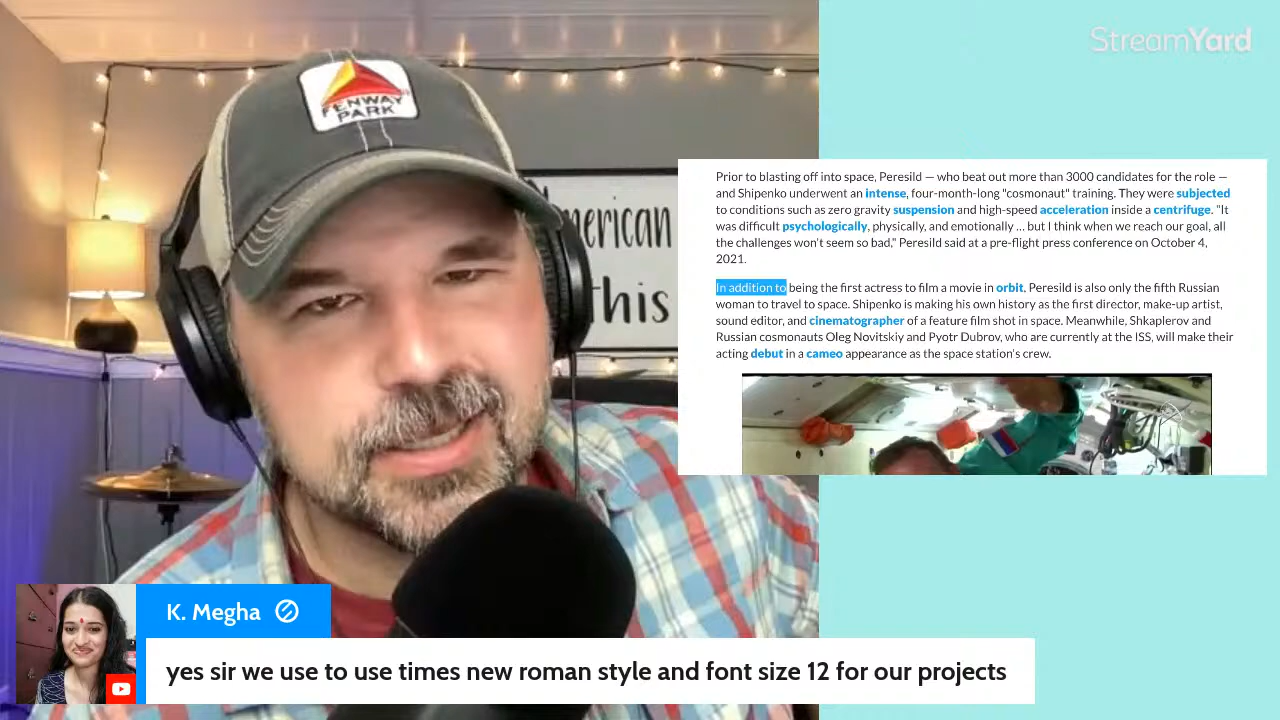 StreamYard
FENWAY
PARK
American
this
Prior to blasting off into space, Peresild — who beat out more than 3000 candidates for the role —
and Shipenko underwent an intense, four-month-long "cosmonaut" training. They were subjected
to conditions such as zero gravity suspension and high-speed acceleration inside a centrifuge. "It
was difficult psychologically, physically, and emotionally ... but I think when we reach our goal, all
the challenges won't seem so bad," Peresild said at a pre-flight press conference on October 4,
2021.
In addition to being the first actress to film a movie in orbit, Peresild is also only the fifth Russian
woman to travel to space. Shipenko is making his own history as the first director, make-up artist,
sound editor, and cinematographer of a feature film shot in space. Meanwhile, Shkaplerov and
Russian cosmonauts Oleg Novitskiy and Pyotr Dubrov, who are currently at the ISS, will make their
acting debut in a cameo appearance as the space station's crew.
K. Megha
yes sir we use to use times new roman style and font size 12 for our projects